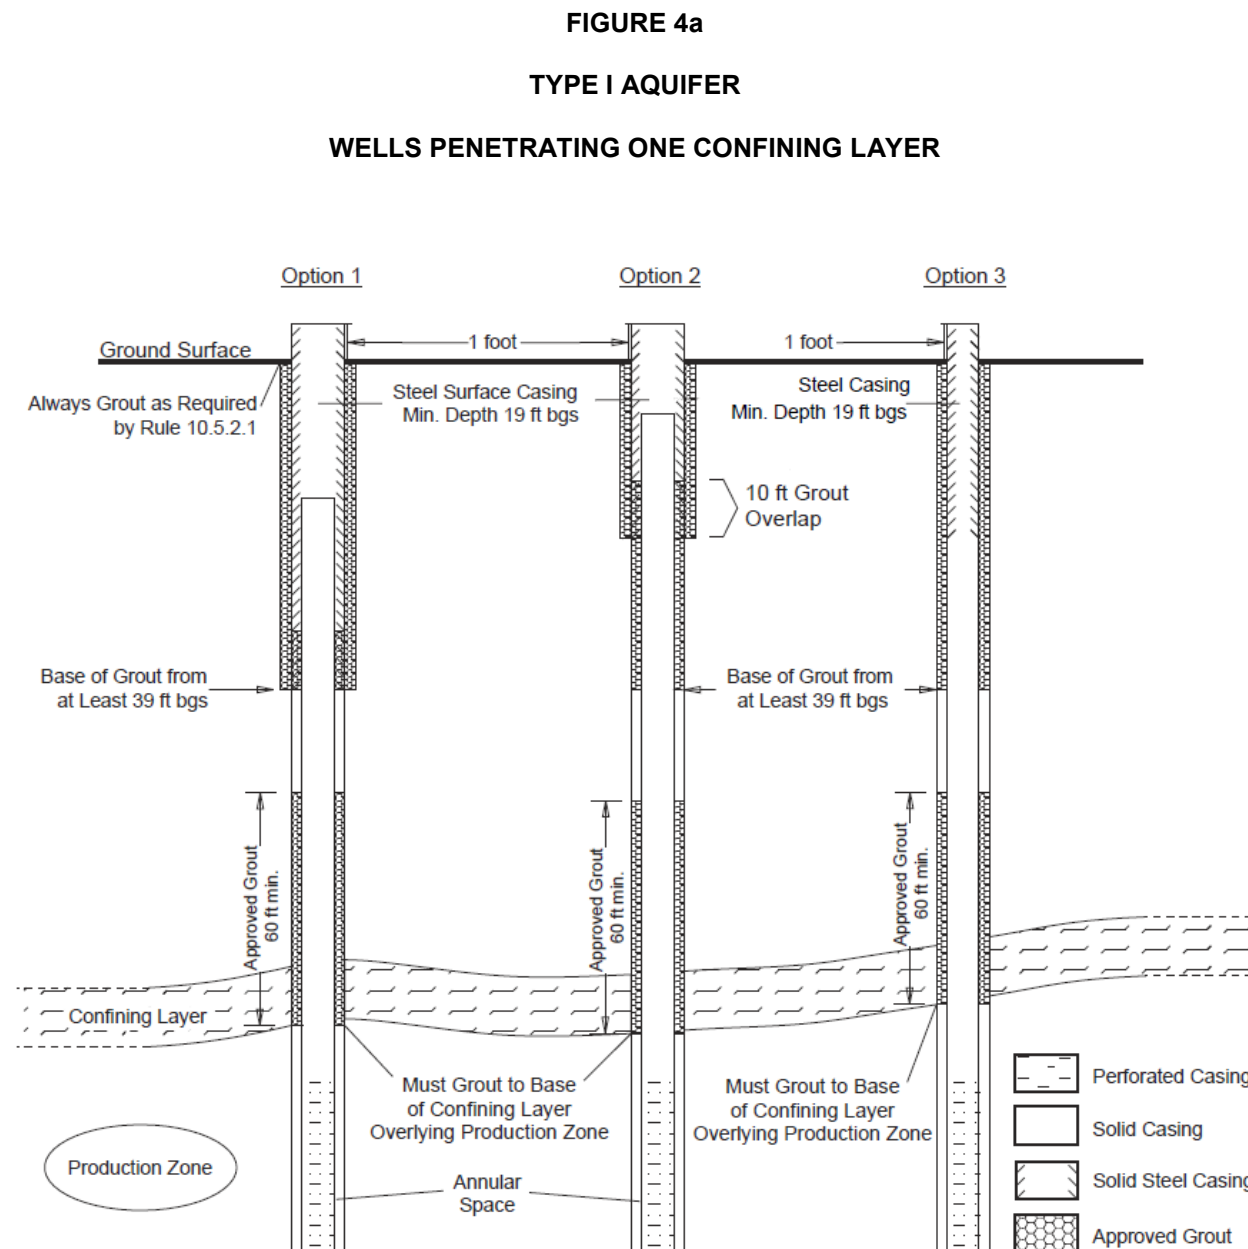 FIGURE 4a
TYPE I AQUIFER
WELLS PENETRATING ONE CONFINING LAYER
Option 1
Option 2
Option 3
1 foot
1 foot
Ground Surface
Always Grout as Required
by Rule 10.5.2.1
Steel Surface Casing
Min. Depth 19 ft bgs
Steel Casing
Min. Depth 19 ft bgs
10 ft Grout
Overlap
Base of Grout from
at Least 39 ft bgs
Base of Grout from
at Least 39 ft bgs
Approved Grout
60 ft min.
Approved Grout
60 ft min.
Approved Grout
60 ft min.
Confining Layer
Must Grout to Base
of Confining Layer
Overlying Production Zone
Must Grout to Base
of Confining Layer
Overlying Production Zone
Production Zone
Annular
Space
Perforated Casing
Solid Casing
Solid Steel Casing
Approved Grout